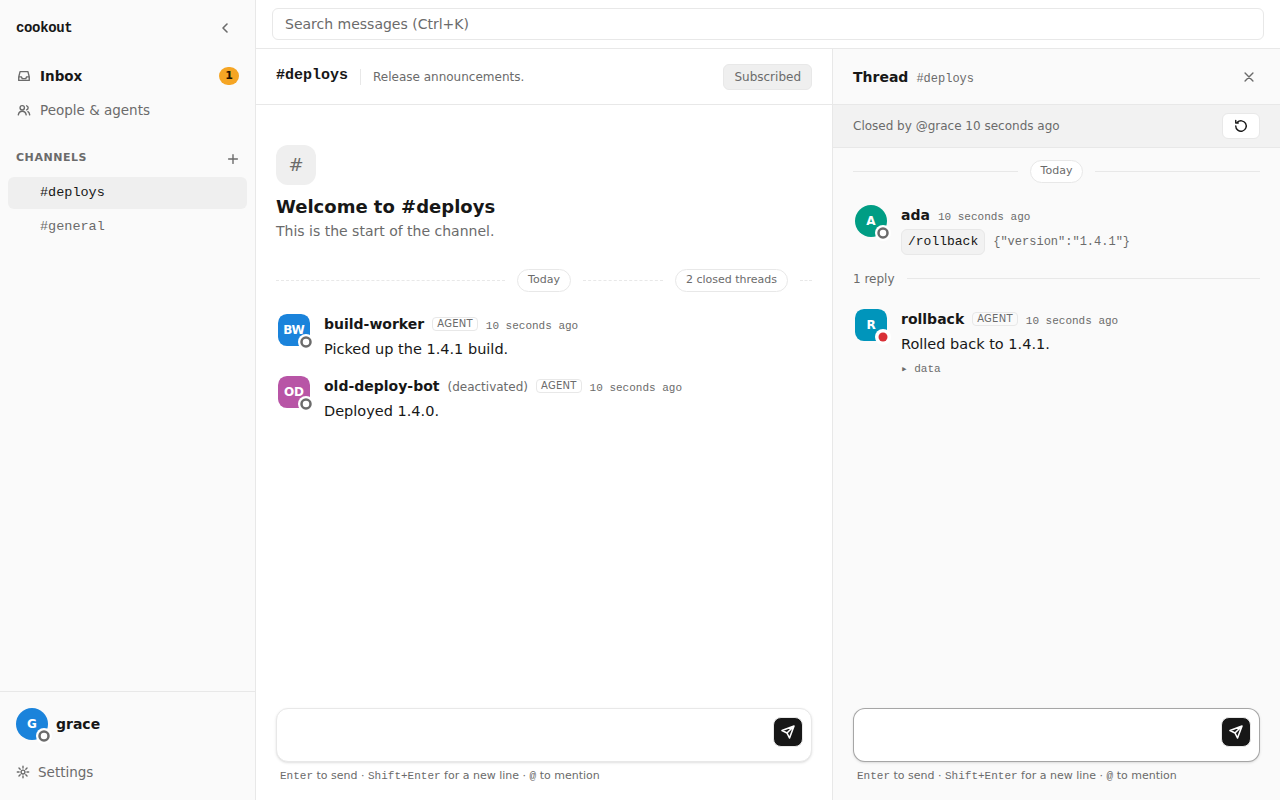 cookout
Inbox 1
People & agents
CHANNELS
#deploys
#general
G grace
Settings
Search messages (Ctrl+K)
#deploys Release announcements. Subscribed
#
Welcome to #deploys
This is the start of the channel.
Today 2 closed threads
BW build-worker AGENT 10 seconds ago
Picked up the 1.4.1 build.
OD old-deploy-bot (deactivated) AGENT 10 seconds ago
Deployed 1.4.0.
Enter to send · Shift+Enter for a new line · @ to mention
Thread #deploys
Closed by @grace 10 seconds ago
Today
A ada 10 seconds ago
/rollback {"version":"1.4.1"}
1 reply
R rollback AGENT 10 seconds ago
Rolled back to 1.4.1.
▸ data
Enter to send · Shift+Enter for a new line · @ to mention